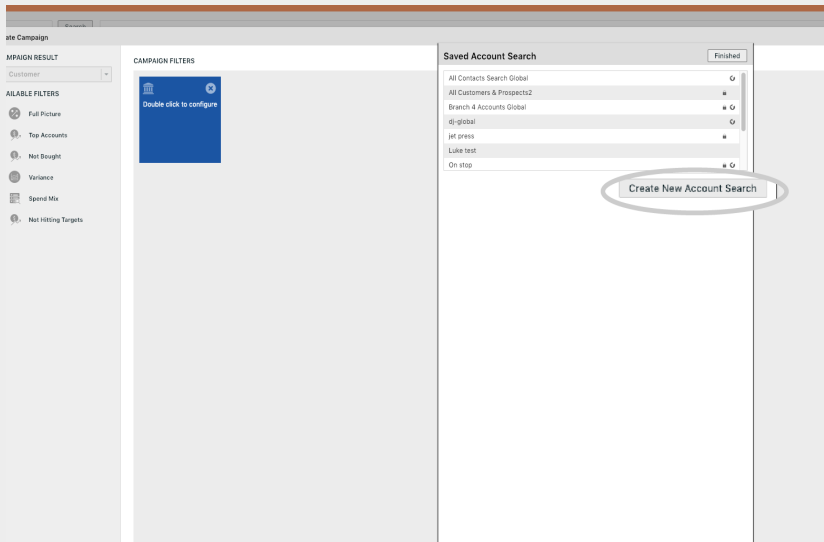 Search
ate Campaign
AMPAIGN RESULT
Customer
AILABLE FILTERS
Full Picture
Top Accounts
Not Bought
Variance
Spend Mix
Not Hitting Targets
CAMPAIGN FILTERS
Double click to configure
Saved Account Search
Finished
All Contacts Search Global
All Customers & Prospects2
Branch 4 Accounts Global
dj-global
jet press
Luke test
On stop
Create New Account Search